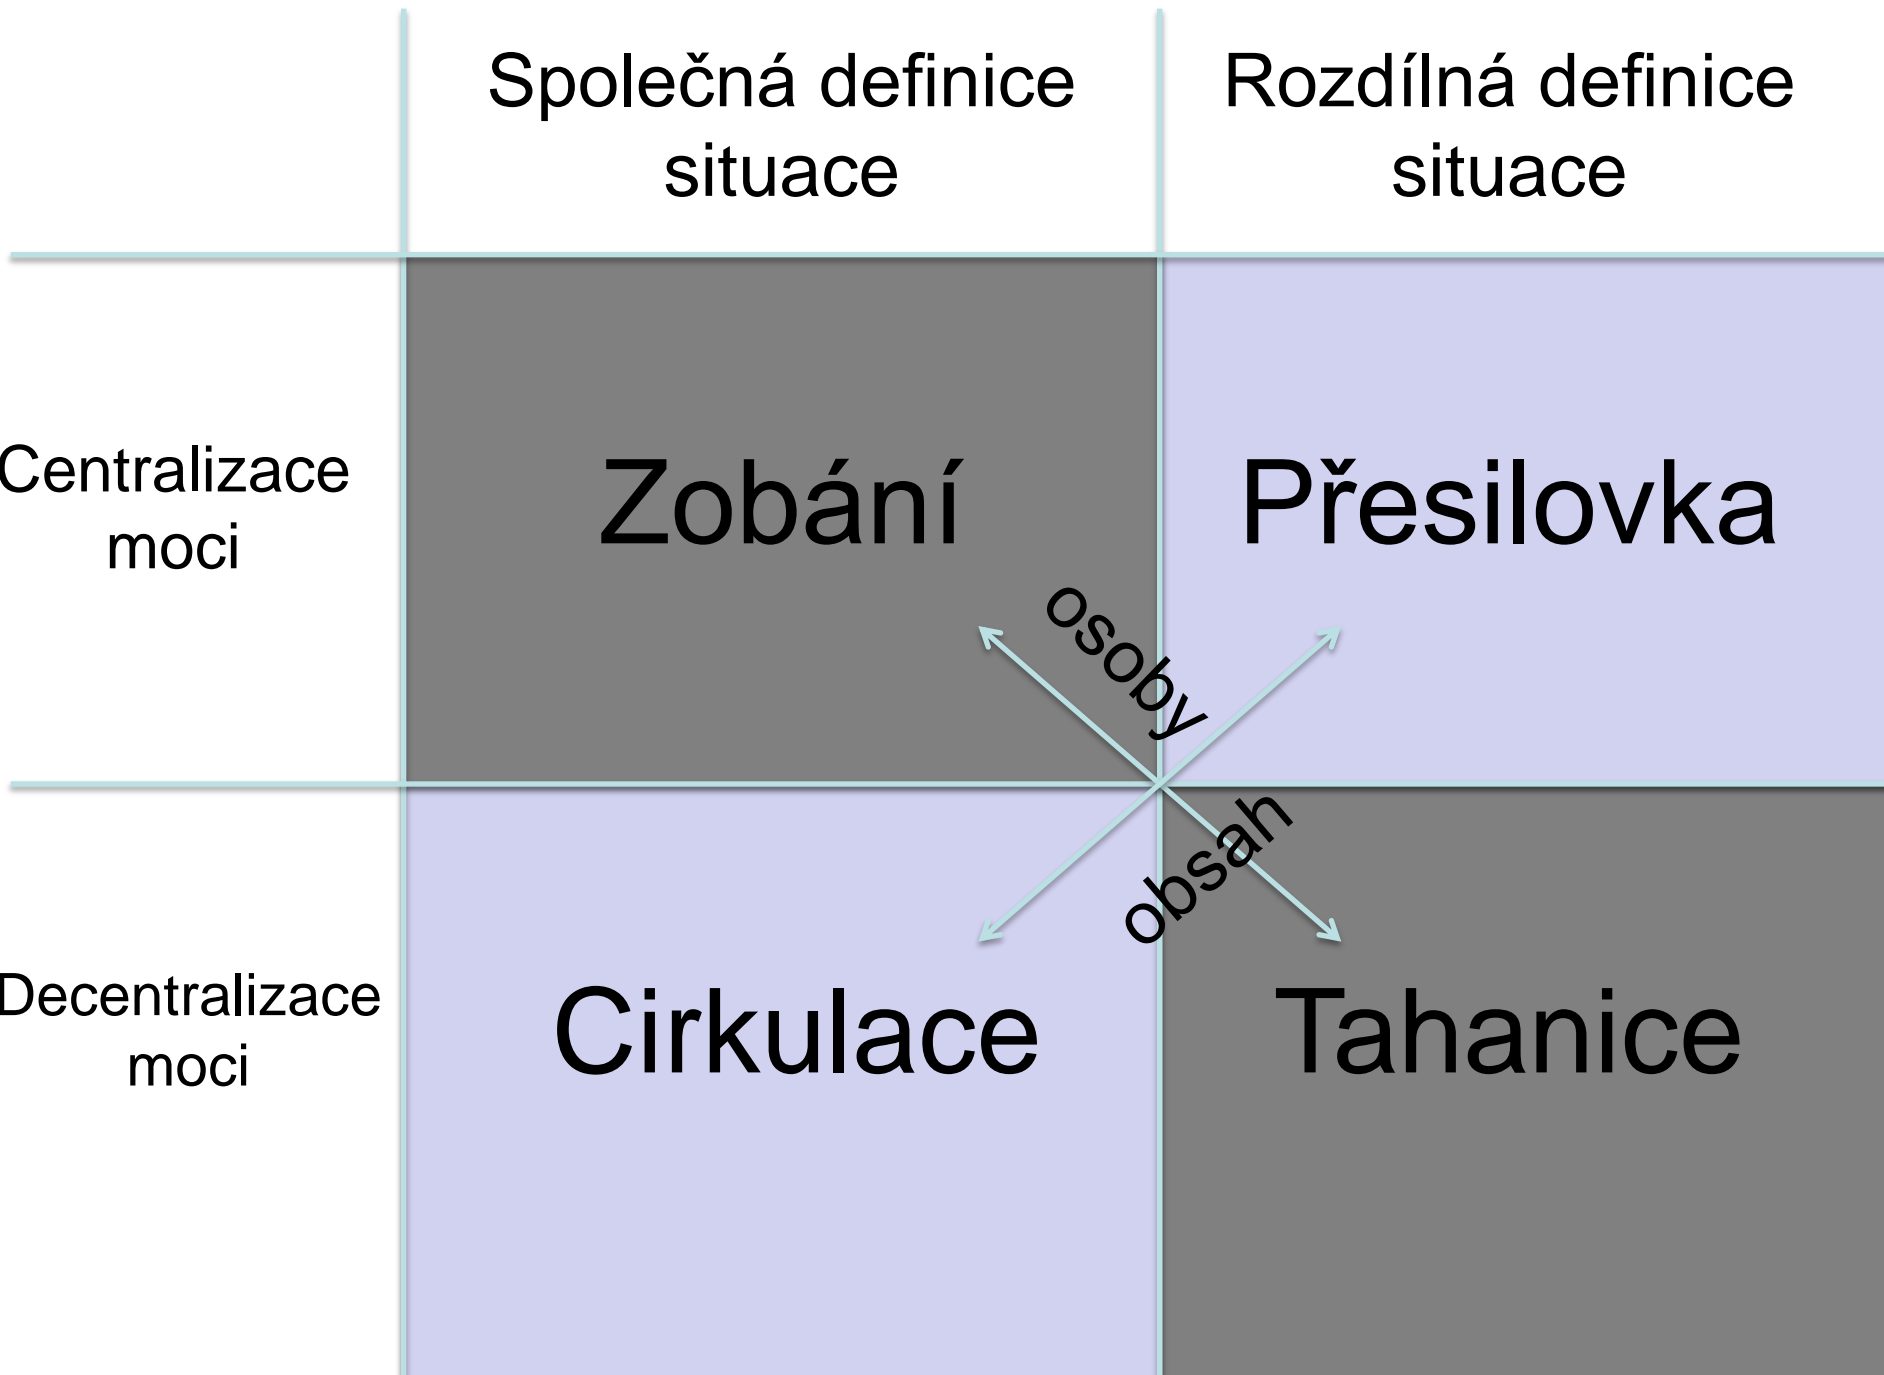 Společná definice
situace
Rozdílná definice
situace
Centralizace
moci
Zobání
Přesilovka
osoby
obsah
Decentralizace
moci
Cirkulace
Tahanice